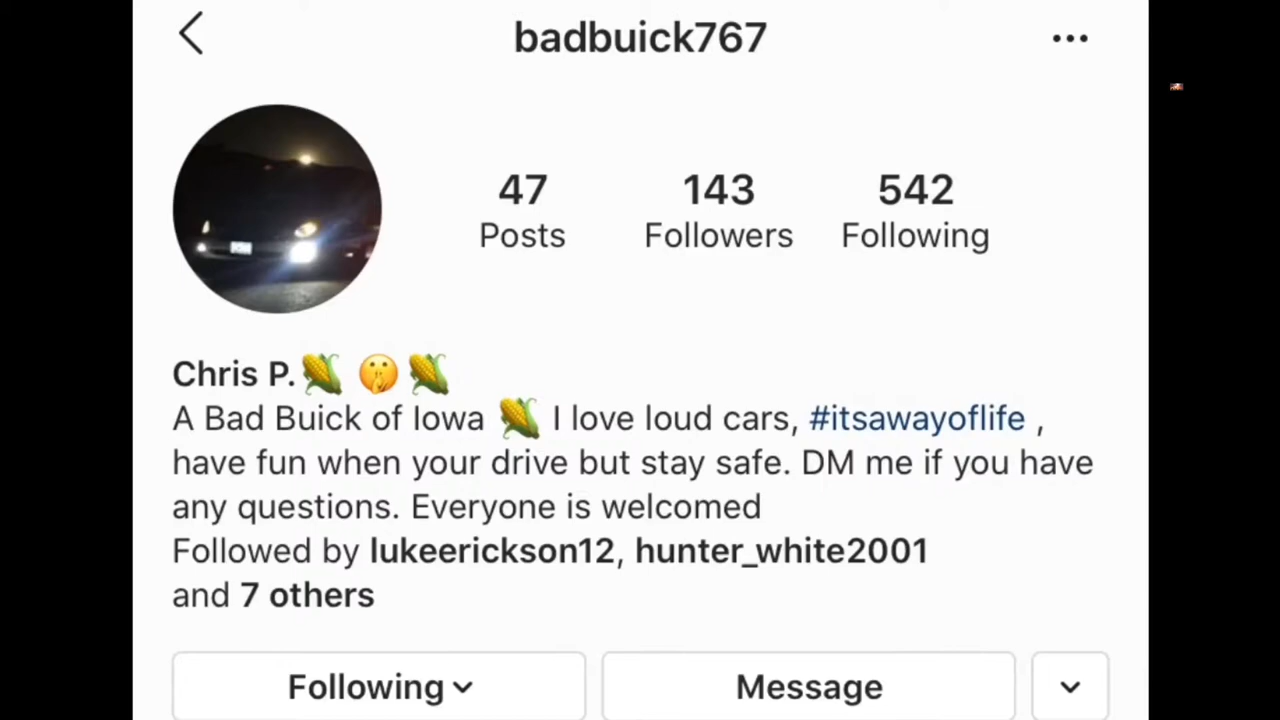 badbuick767
47 143 542
Posts Followers Following
Chris P.🌽 🤫 🌽
A Bad Buick of Iowa 🌽 I love loud cars, #itsawayoflife ,
have fun when your drive but stay safe. DM me if you have
any questions. Everyone is welcomed
Followed by lukeerickson12, hunter_white2001
and 7 others
Following Message